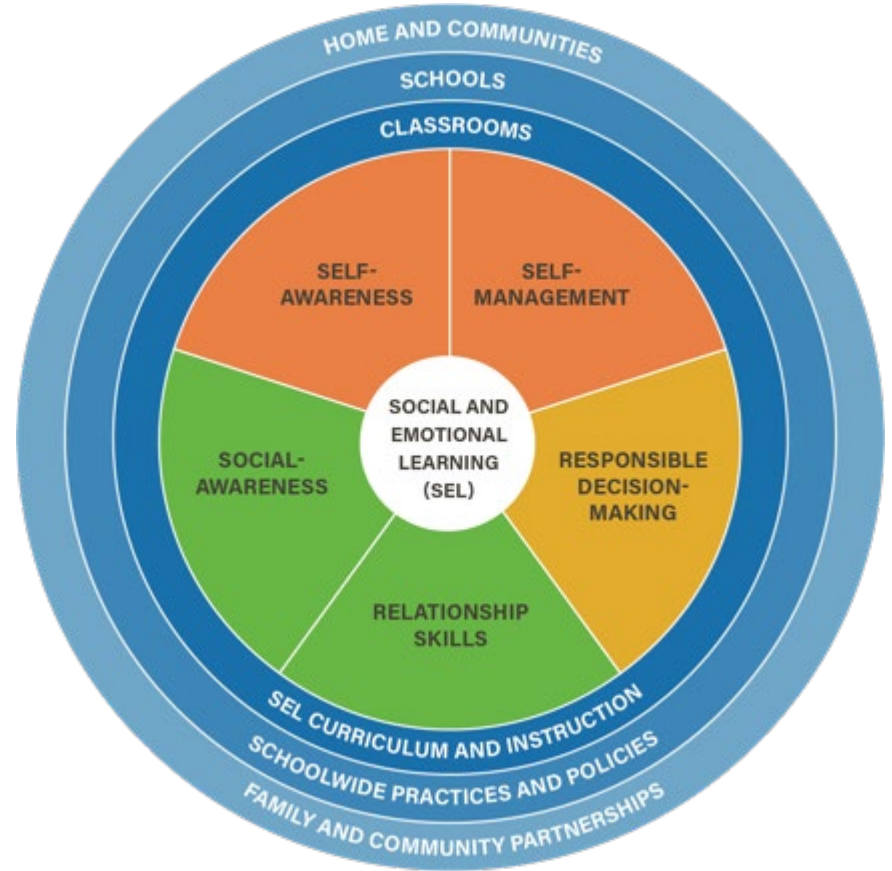 HOME AND COMMUNITIES
SCHOOLS
CLASSROOMS
SELF-
AWARENESS
SELF-
MANAGEMENT
SOCIAL AND
EMOTIONAL
LEARNING
(SEL)
SOCIAL-
AWARENESS
RESPONSIBLE
DECISION-
MAKING
RELATIONSHIP
SKILLS
SEL CURRICULUM AND INSTRUCTION
SCHOOLWIDE PRACTICES AND POLICIES
FAMILY AND COMMUNITY PARTNERSHIPS